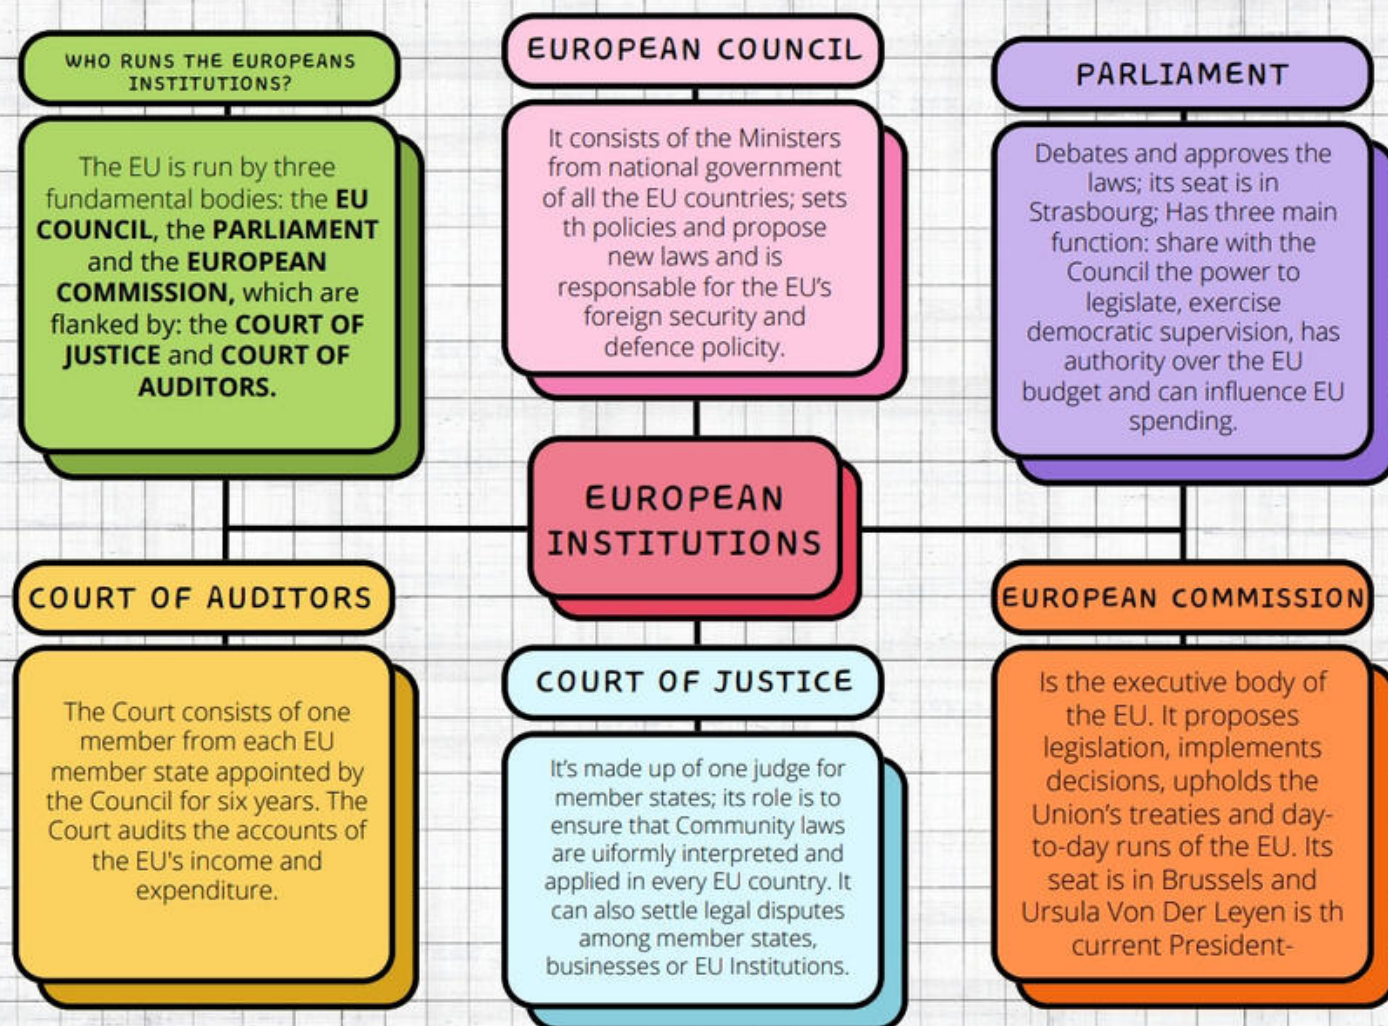 WHO RUNS THE EUROPEANS
INSTITUTIONS?
The EU is run by three
fundamental bodies: the EU
COUNCIL, the PARLIAMENT
and the EUROPEAN
COMMISSION, which are
flanked by: the COURT OF
JUSTICE and COURT OF
AUDITORS.
EUROPEAN COUNCIL
It consists of the Ministers
from national government
of all the EU countries; sets
th policies and propose
new laws and is
responsable for the EU's
foreign security and
defence policity.
PARLIAMENT
Debates and approves the
laws; its seat is in
Strasbourg; Has three main
function: share with the
Council the power to
legislate, exercise
democratic supervision, has
authority over the EU
budget and can influence EU
spending.
EUROPEAN
INSTITUTIONS
COURT OF AUDITORS
The Court consists of one
member from each EU
member state appointed by
the Council for six years. The
Court audits the accounts of
the EU's income and
expenditure.
COURT OF JUSTICE
It's made up of one judge for
member states; its role is to
ensure that Community laws
are uiformly interpreted and
applied in every EU country. It
can also settle legal disputes
among member states,
businesses or EU Institutions.
EUROPEAN COMMISSION
Is the executive body of
the EU. It proposes
legislation, implements
decisions, upholds the
Union's treaties and day-
to-day runs of the EU. Its
seat is in Brussels and
Ursula Von Der Leyen is th
current President-